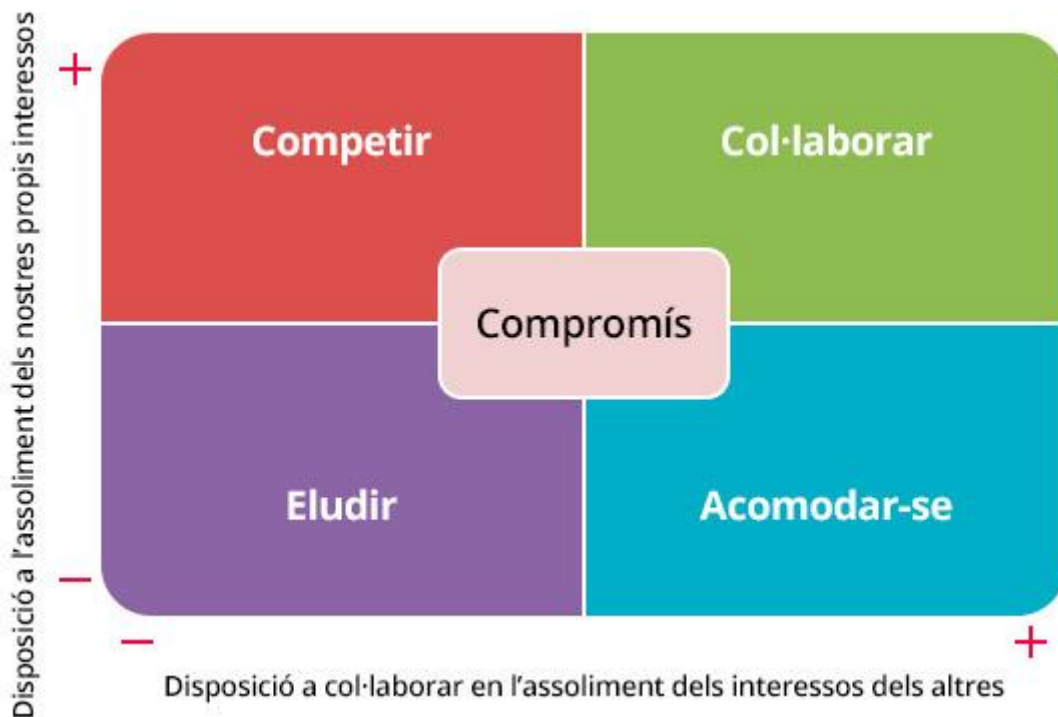 Disposició a l'assoliment dels nostres propis interessos
+
Competir
Col·laborar
Compromís
Eludir
Acomodar-se
−
−
+
Disposició a col·laborar en l’assoliment dels interessos dels altres